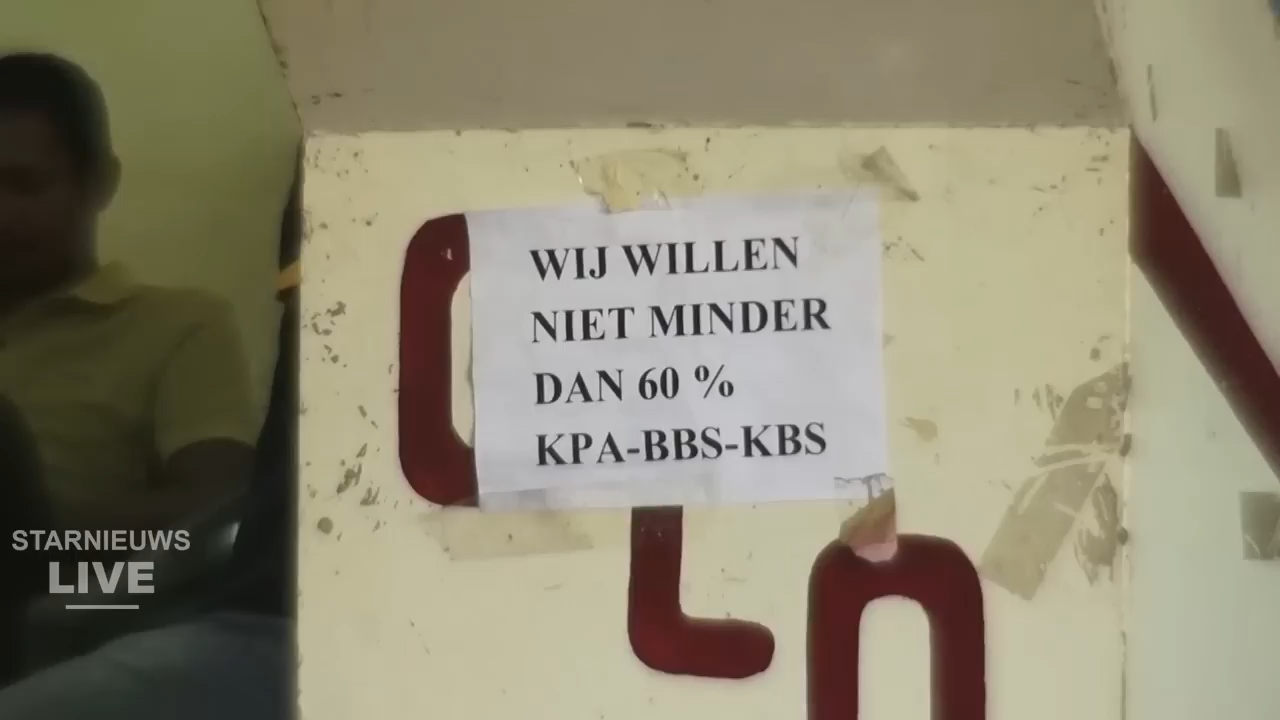 WIJ WILLEN
NIET MINDER
DAN 60 %
KPA-BBS-KBS
STARNIEUWS
LIVE